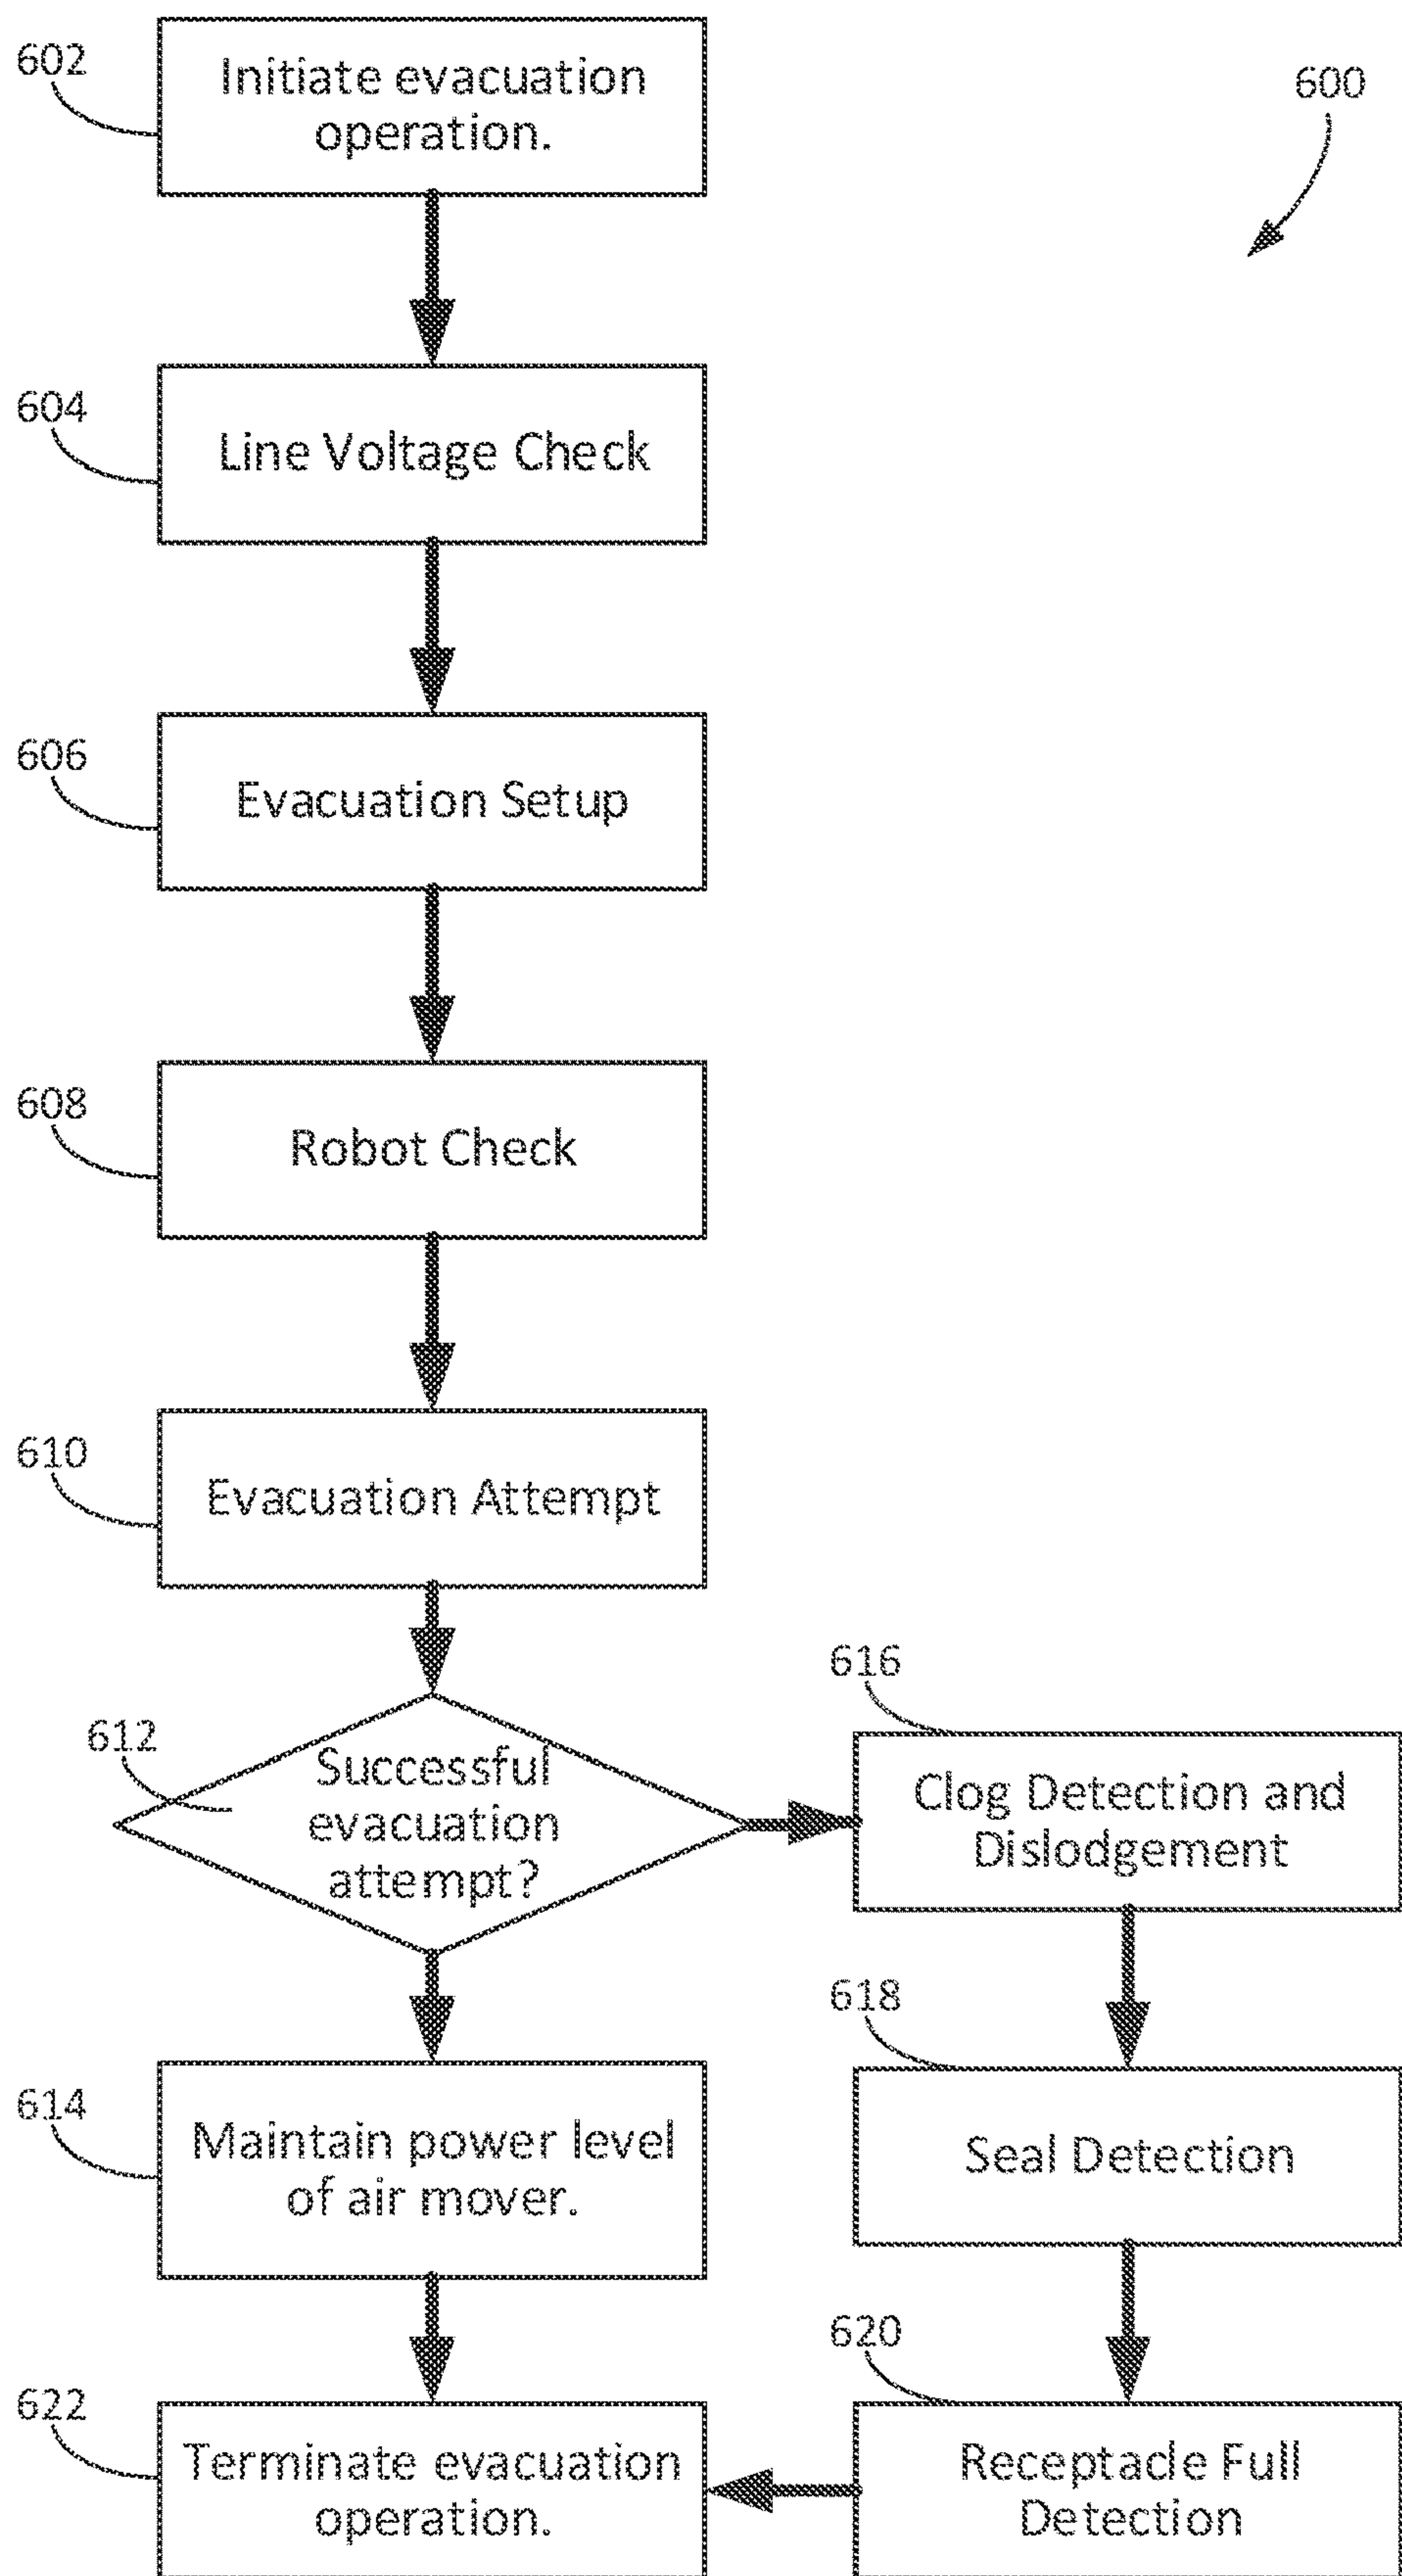 602
Initiate evacuation
operation.
600
604
Line Voltage Check
606
Evacuation Setup
608
Robot Check
610
Evacuation Attempt
612
Successful
evacuation
attempt?
616
Clog Detection and
Dislodgement
614
Maintain power level
of air mover.
618
Seal Detection
622
Terminate evacuation
operation.
620
Receptacle Full
Detection